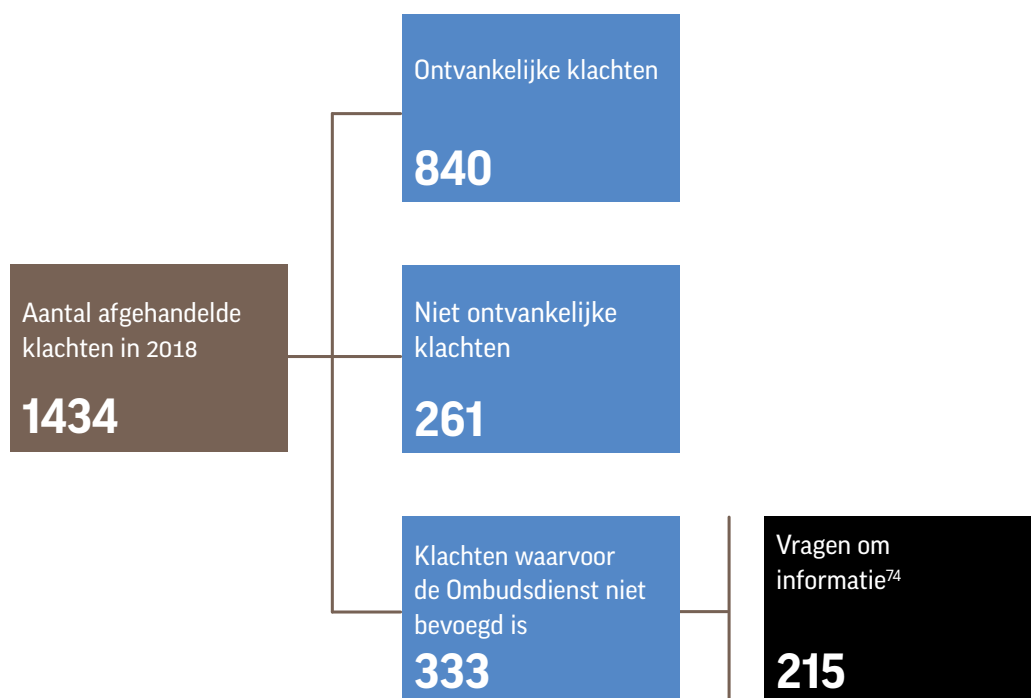 Ontvankelijke klachten
840
Aantal afgehandelde
klachten in 2018
1434
Niet ontvankelijke
klachten
261
Klachten waarvoor
de Ombudsdienst niet
bevoegd is
333
Vragen om
informatie74
215